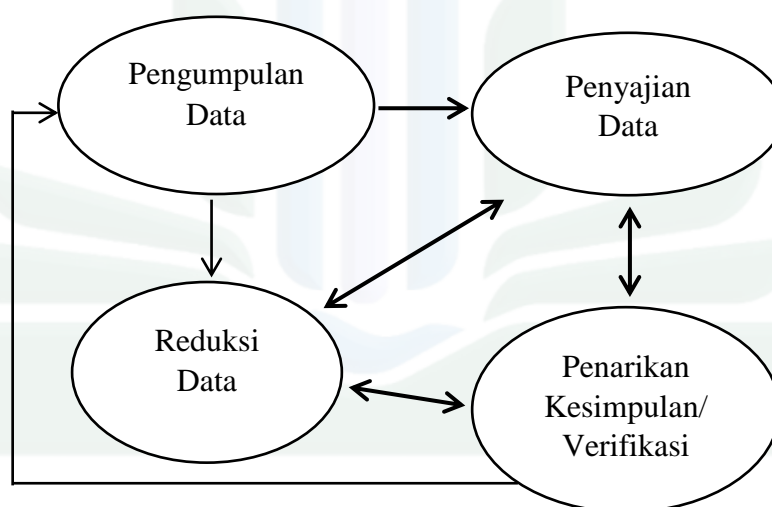 Pengumpulan
Data
Penyajian
Data
Reduksi
Data
Penarikan
Kesimpulan/
Verifikasi